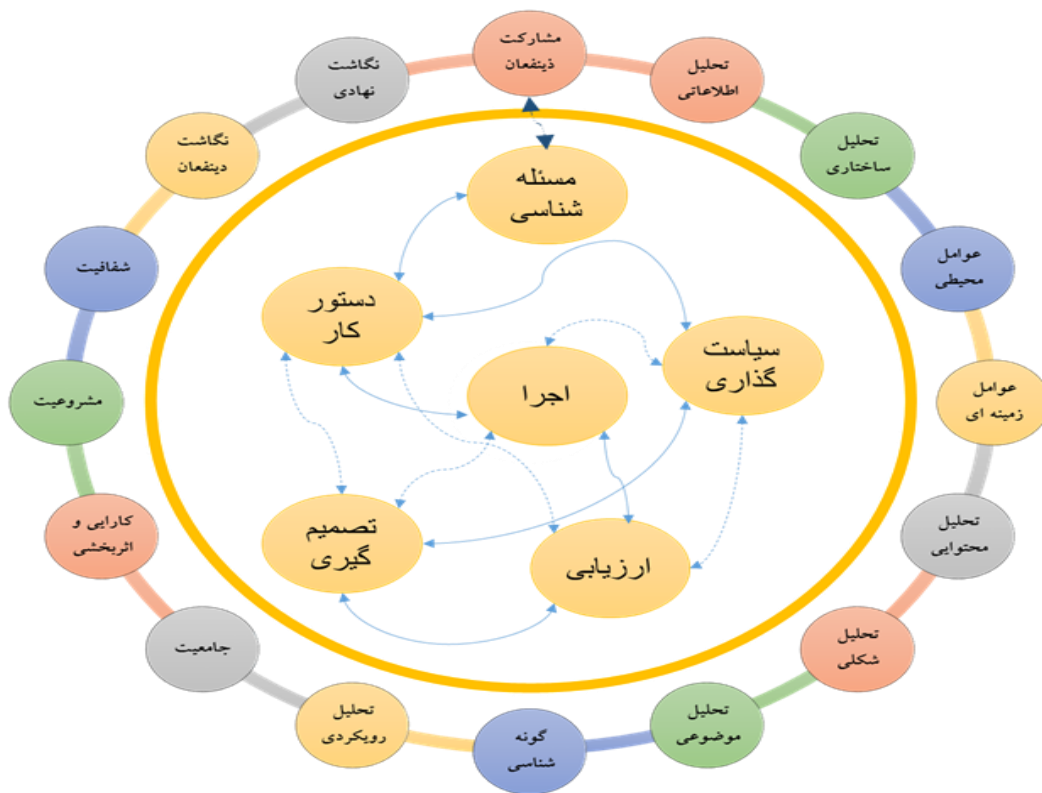 مشارکت
ذینفعان
تحلیل
اطلاعاتی
تحلیل
ساختاری
عوامل
محیطی
عوامل
زمینه ای
تحلیل
محتوایی
تحلیل
شکلی
تحلیل
موضوعی
گونه
شناسی
تحلیل
رویکردی
جامعیت
کارایی و
اثربخشی
مشروعیت
شفافیت
نگاشت
دینفعان
نگاشت
نهادی
مسئله
شناسی
دستور
کار
سیاست
گذاری
اجرا
تصمیم
گیری
ارزیابی